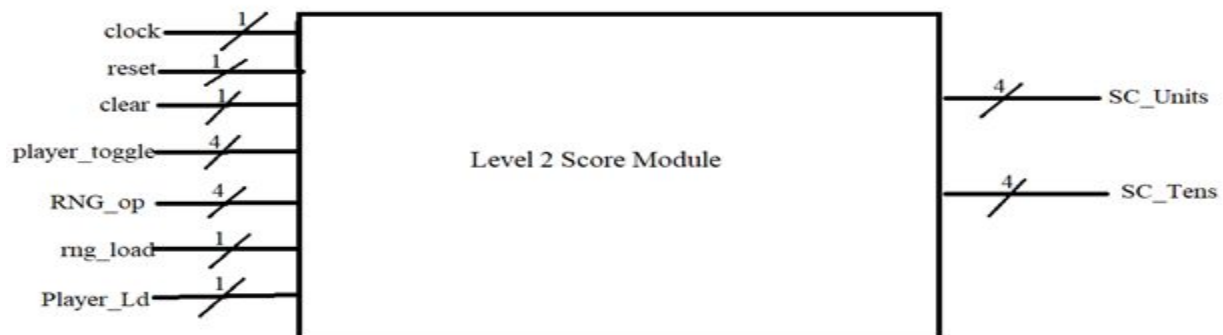 clock 1
reset 1
clear 1
player_toggle 4
RNG_op 4
rng_load 1
Player_Ld 1
Level 2 Score Module
4 SC_Units
4 SC_Tens